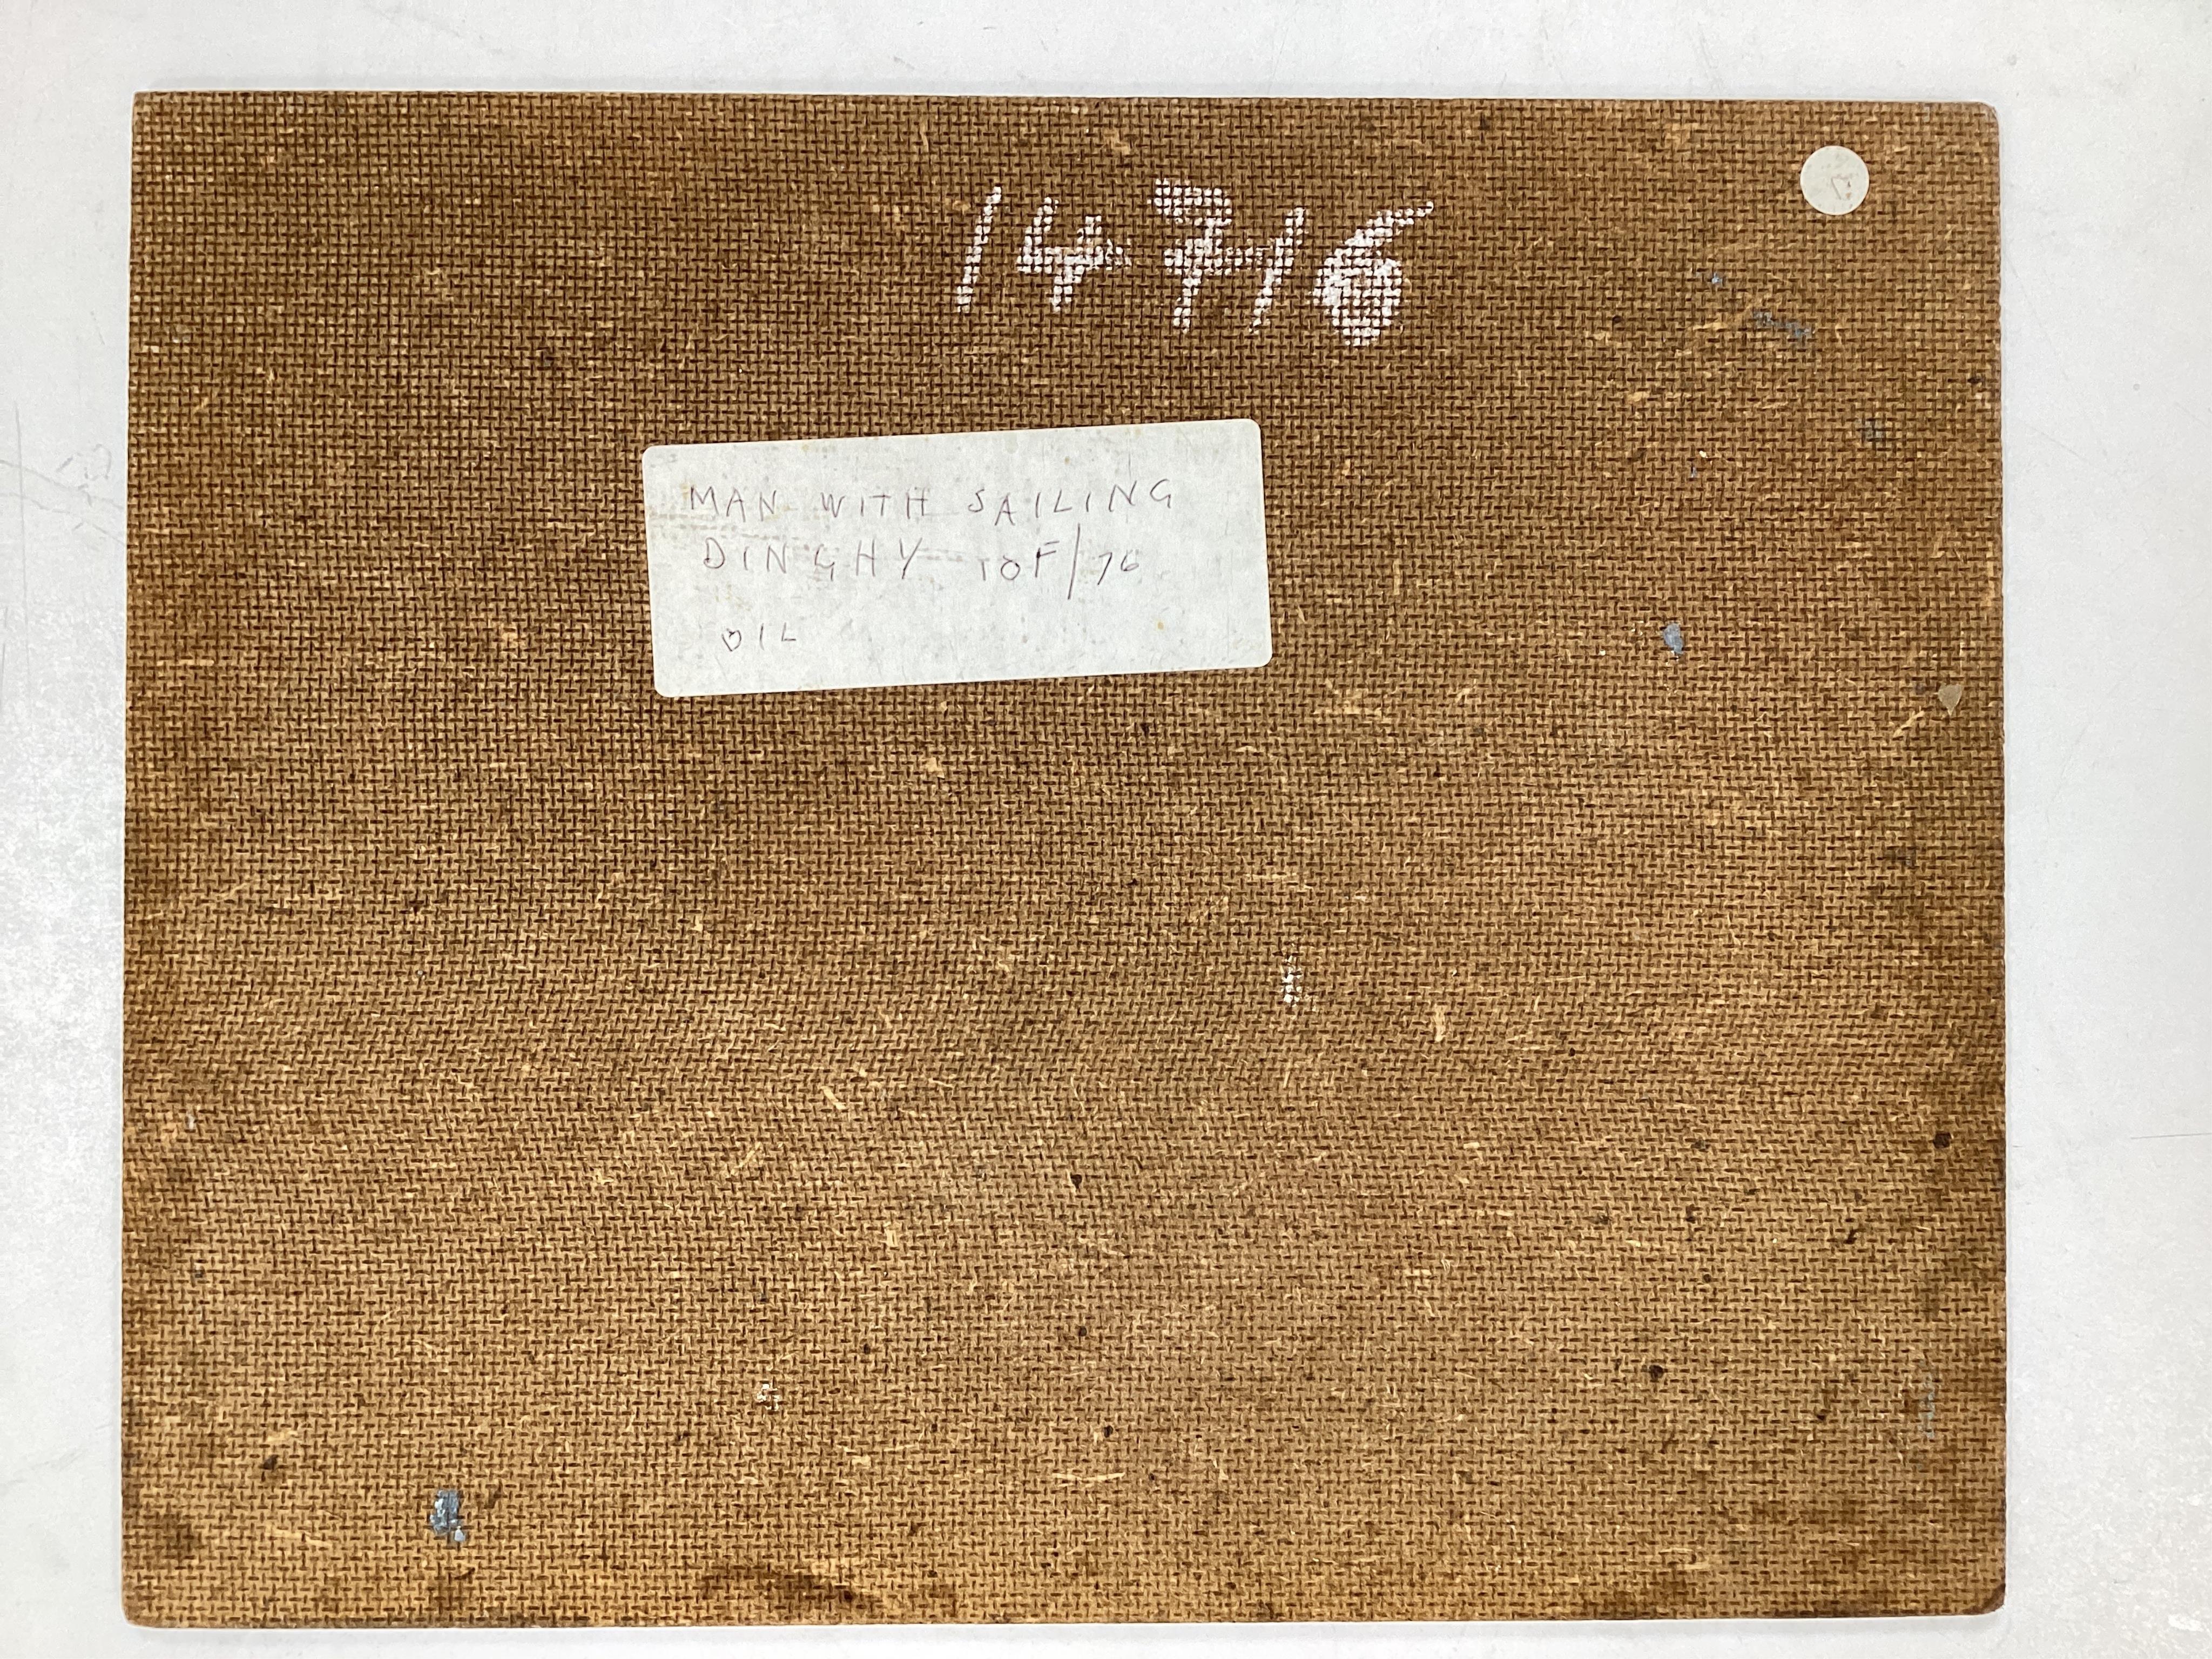 14716
MAN WITH SAILING
DINGHY 10F/76
OIL